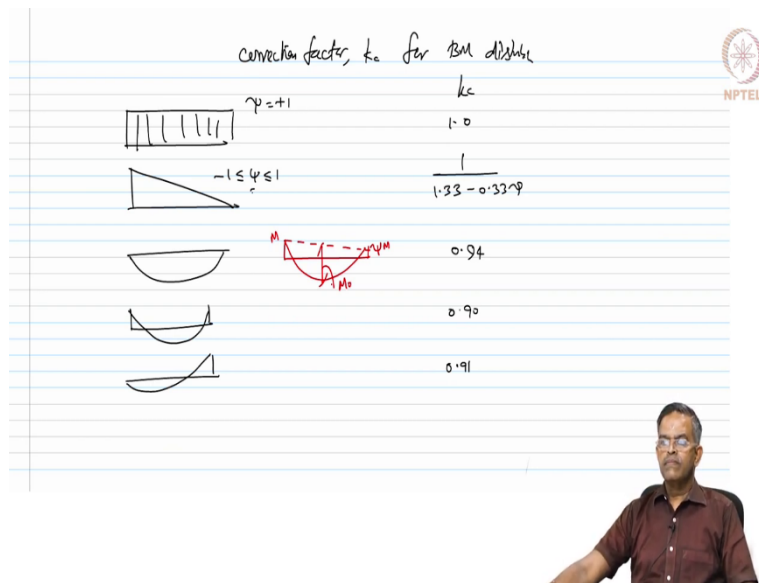 correction factor, kc for BM distribn
NPTEL
kc
ψ=+1
1.0
-1≤ψ≤1
1
1.33-0.33ψ
M
ψM
M0
0.94
0.90
0.91